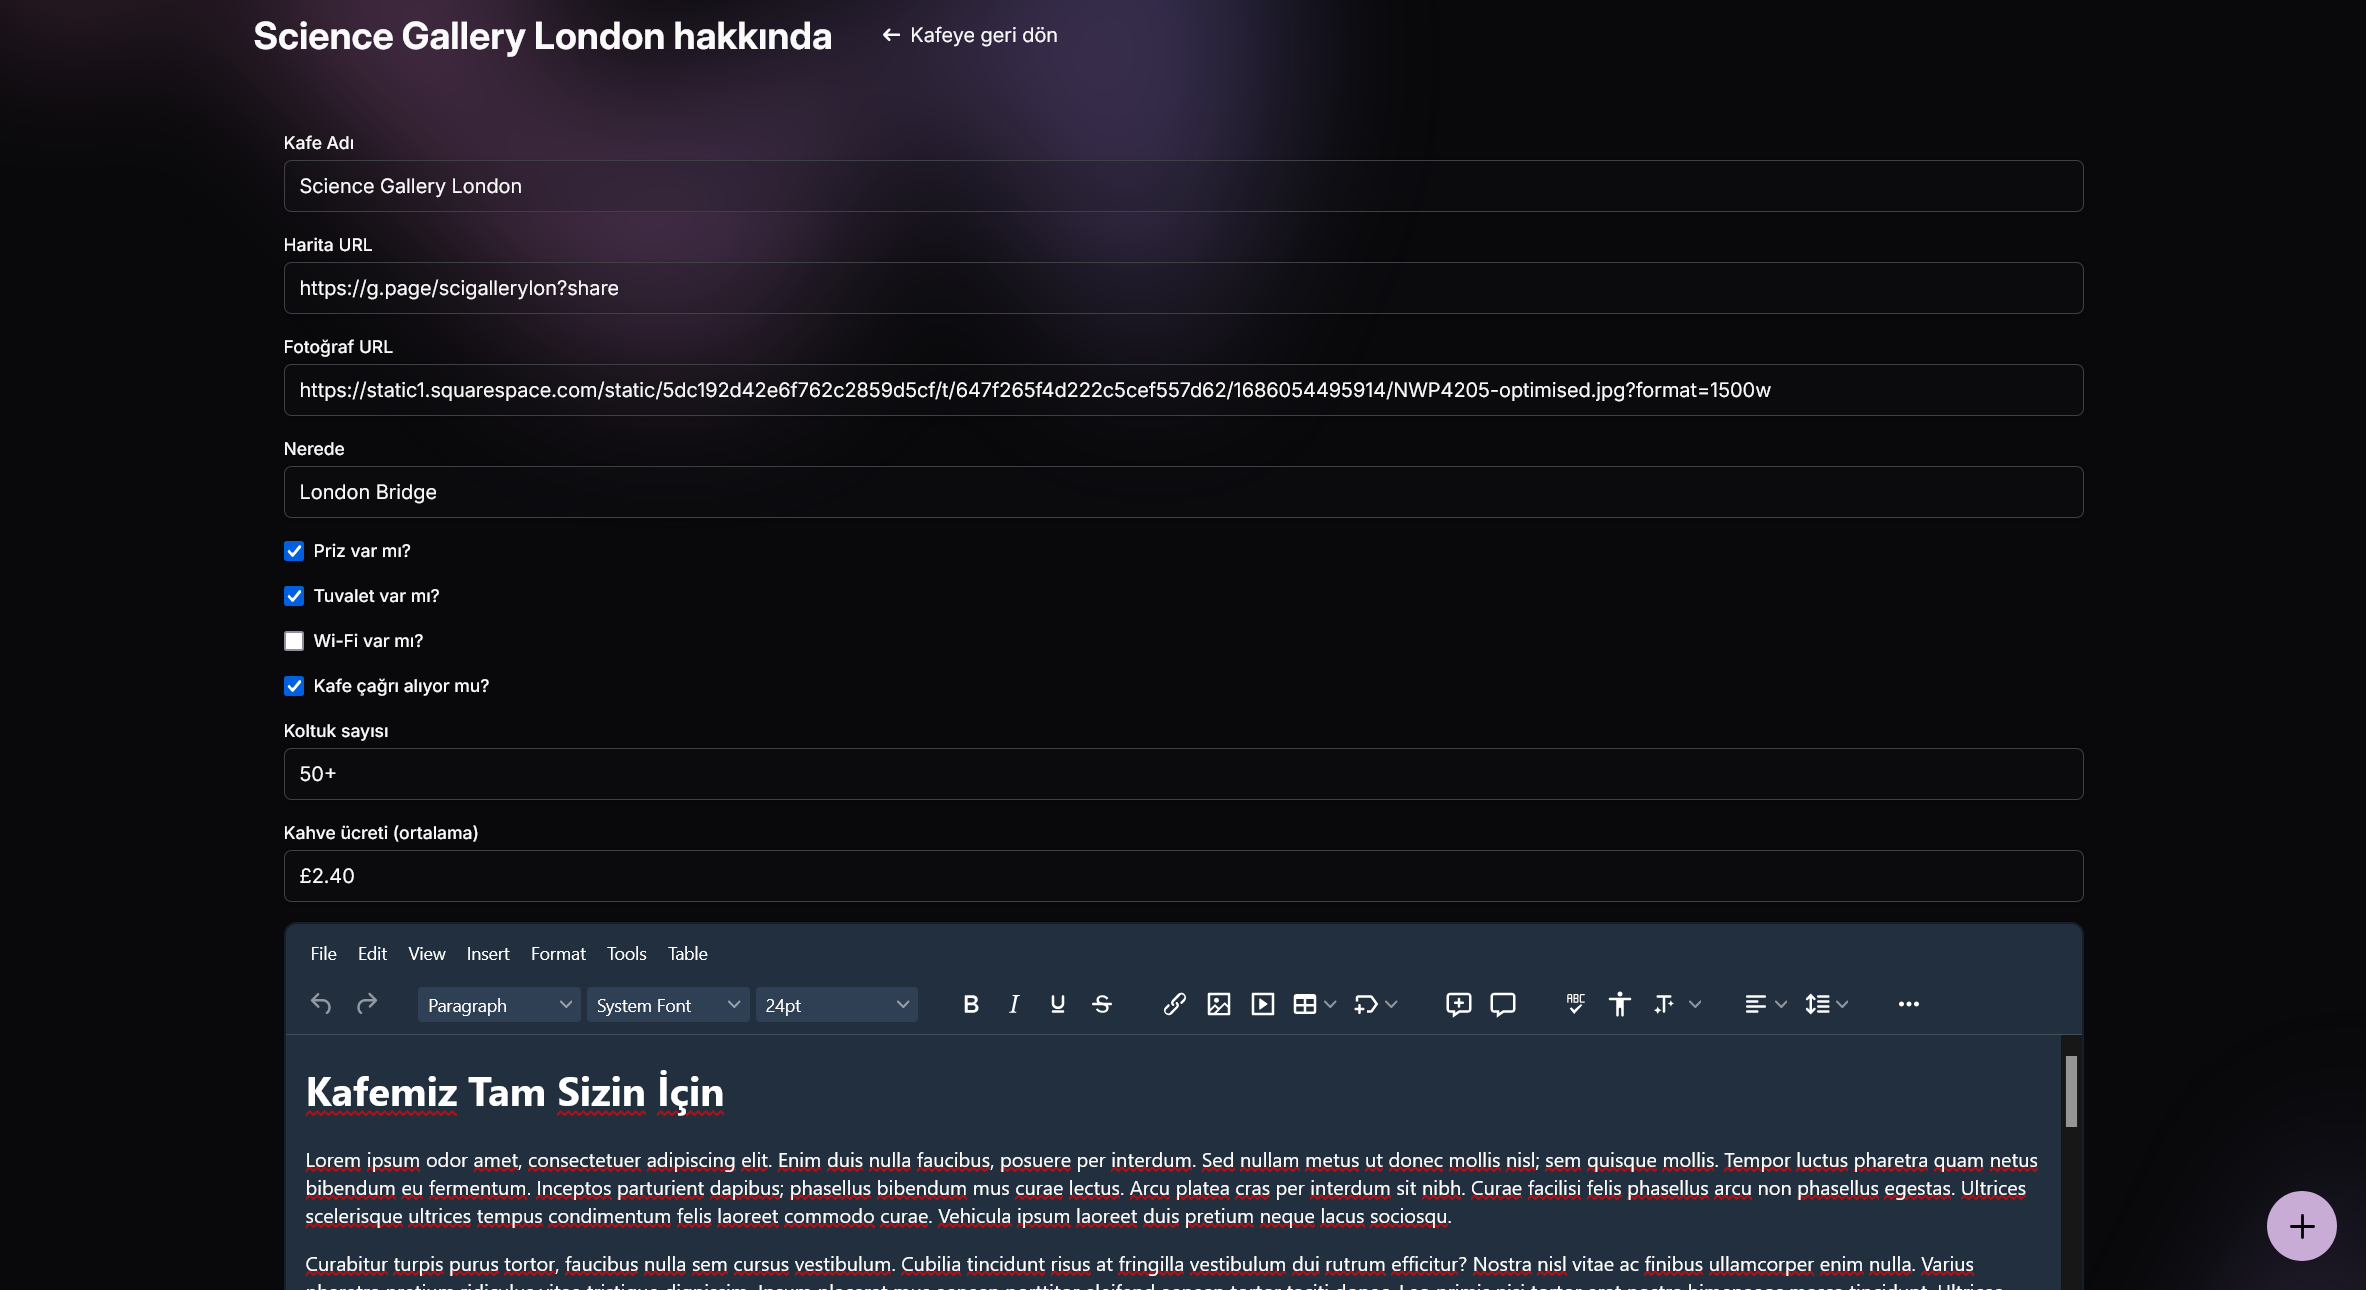 Science Gallery London hakkında
← Kafeye geri dön
Kafe Adı
Science Gallery London
Harita URL
https://g.page/scigallerylon?share
Fotoğraf URL
https://static1.squarespace.com/static/5dc192d42e6f762c2859d5cf/t/647f265f4d222c5cef557d62/1686054495914/NWP4205-optimised.jpg?format=1500w
Nerede
London Bridge
Priz var mı?
Tuvalet var mı?
Wi-Fi var mı?
Kafe çağrı alıyor mu?
Koltuk sayısı
50+
Kahve ücreti (ortalama)
£2.40
File Edit View Insert Format Tools Table
Paragraph System Font 24pt B I U S ABC
Kafemiz Tam Sizin İçin
Lorem ipsum odor amet, consectetuer adipiscing elit. Enim duis nulla faucibus, posuere per interdum. Sed nullam metus ut donec mollis nisl; sem quisque mollis. Tempor luctus pharetra quam netus
bibendum eu fermentum. Inceptos parturient dapibus; phasellus bibendum mus curae lectus. Arcu platea cras per interdum sit nibh. Curae facilisi felis phasellus arcu non phasellus egestas. Ultrices
scelerisque ultrices tempus condimentum felis laoreet commodo curae. Vehicula ipsum laoreet duis pretium neque lacus sociosqu.
Curabitur turpis purus tortor, faucibus nulla sem cursus vestibulum. Cubilia tincidunt risus at fringilla vestibulum dui rutrum efficitur? Nostra nisl vitae ac finibus ullamcorper enim nulla. Varius